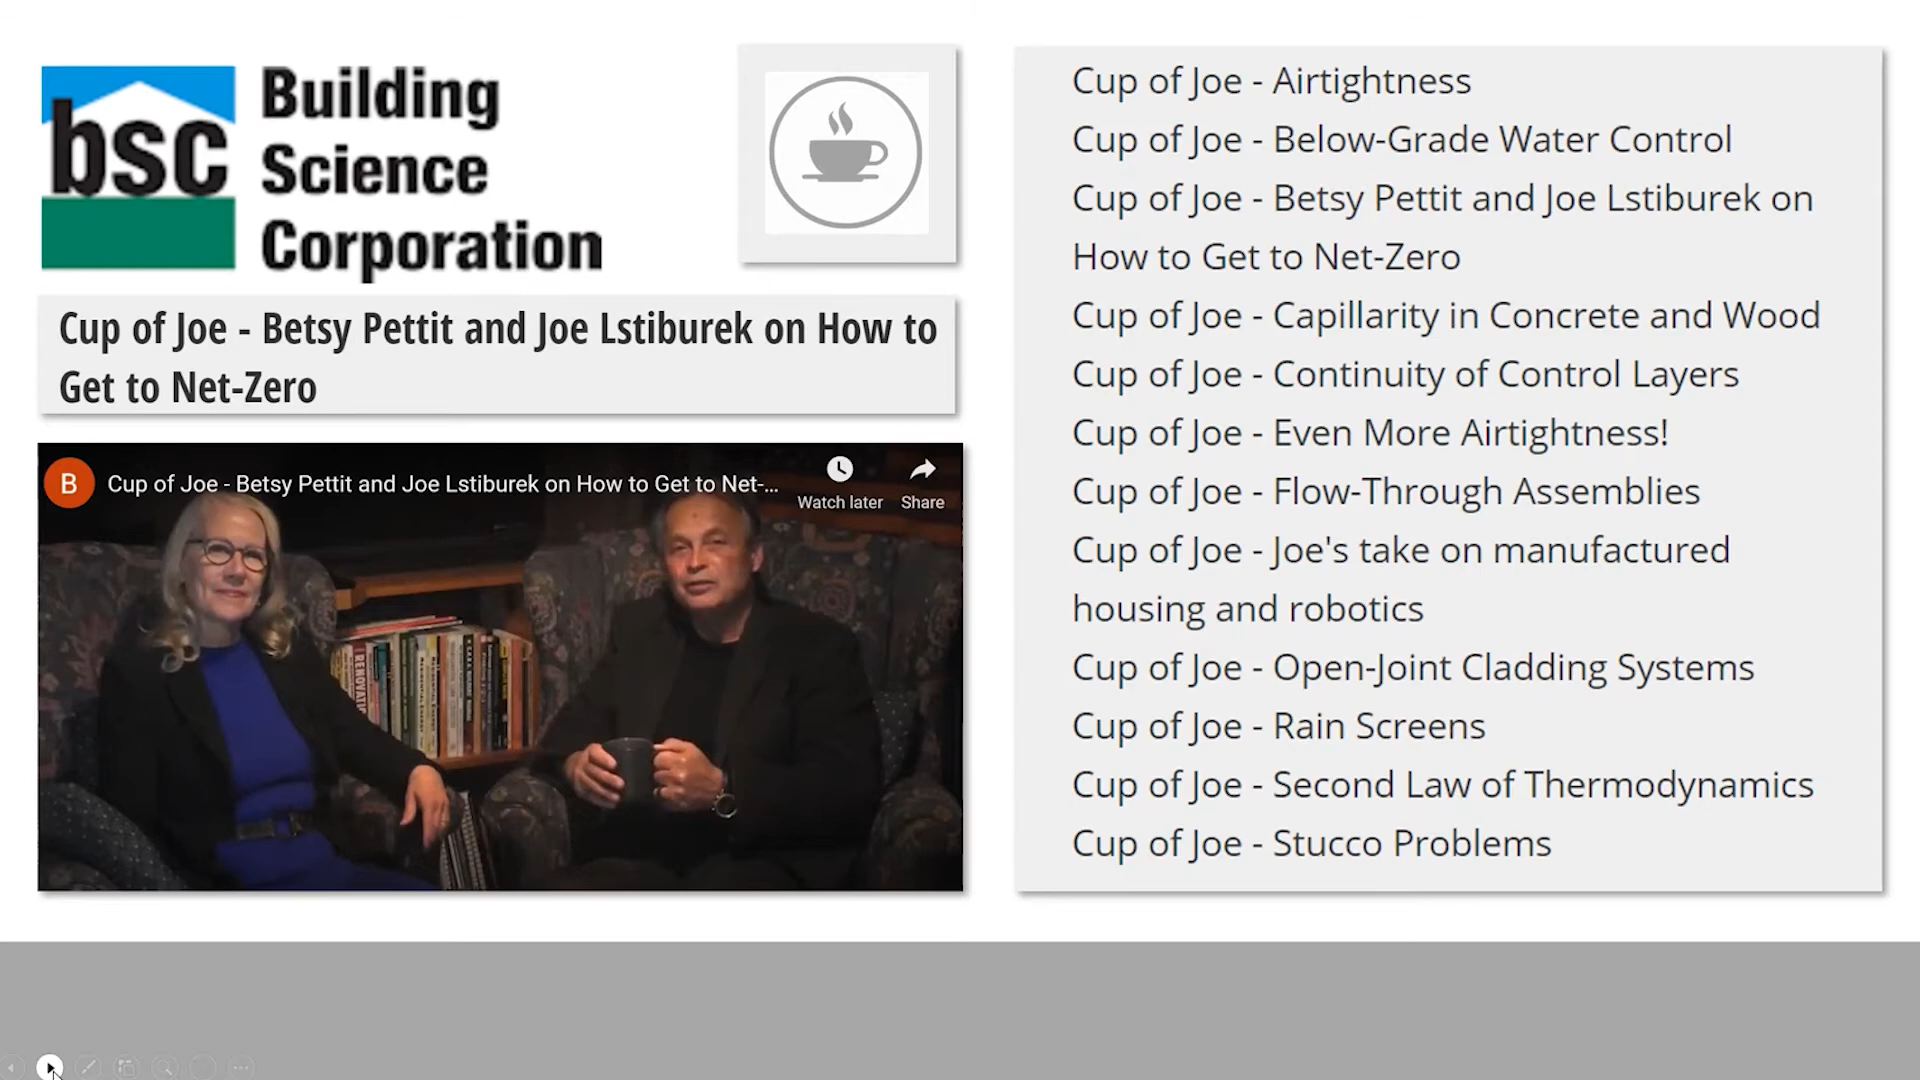 bsc
Building
Science
Corporation
Cup of Joe - Betsy Pettit and Joe Lstiburek on How to
Get to Net-Zero
B
Cup of Joe - Betsy Pettit and Joe Lstiburek on How to Get to Net-...
Watch later
Share
RENOVATI
Cup of Joe - Airtightness
Cup of Joe - Below-Grade Water Control
Cup of Joe - Betsy Pettit and Joe Lstiburek on
How to Get to Net-Zero
Cup of Joe - Capillarity in Concrete and Wood
Cup of Joe - Continuity of Control Layers
Cup of Joe - Even More Airtightness!
Cup of Joe - Flow-Through Assemblies
Cup of Joe - Joe's take on manufactured
housing and robotics
Cup of Joe - Open-Joint Cladding Systems
Cup of Joe - Rain Screens
Cup of Joe - Second Law of Thermodynamics
Cup of Joe - Stucco Problems